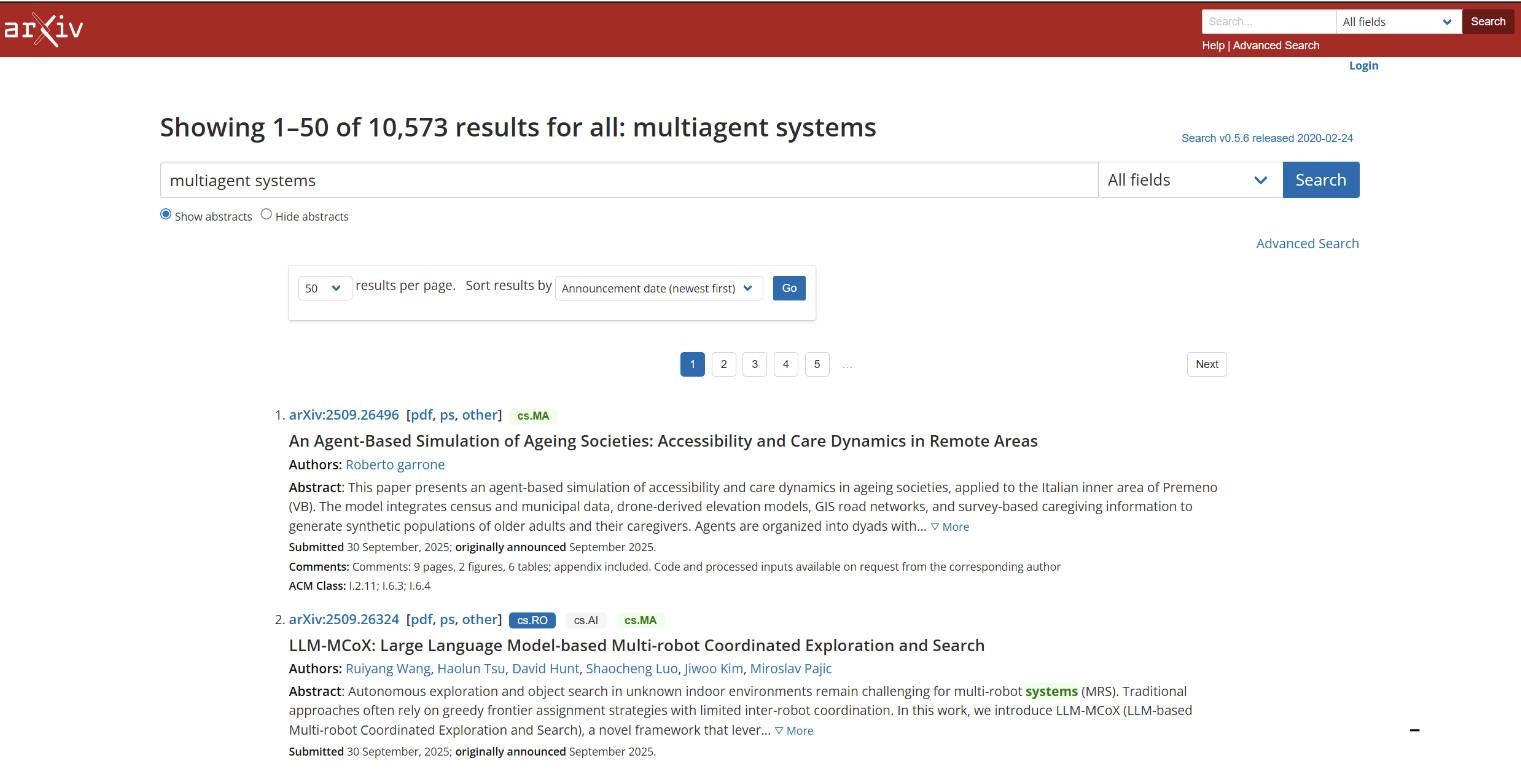 arXiv
Search... All fields Search
Help | Advanced Search
Login
Showing 1–50 of 10,573 results for all: multiagent systems
Search v0.5.6 released 2020-02-24
multiagent systems All fields Search
Show abstracts Hide abstracts
Advanced Search
50 results per page. Sort results by Announcement date (newest first) Go
1 2 3 4 5 … Next
1. arXiv:2509.26496 [pdf, ps, other] cs.MA
An Agent-Based Simulation of Ageing Societies: Accessibility and Care Dynamics in Remote Areas
Authors: Roberto garrone
Abstract: This paper presents an agent-based simulation of accessibility and care dynamics in ageing societies, applied to the Italian inner area of Premeno
(VB). The model integrates census and municipal data, drone-derived elevation models, GIS road networks, and survey-based caregiving information to
generate synthetic populations of older adults and their caregivers. Agents are organized into dyads with… ▽ More
Submitted 30 September, 2025; originally announced September 2025.
Comments: Comments: 9 pages, 2 figures, 6 tables; appendix included. Code and processed inputs available on request from the corresponding author
ACM Class: I.2.11; I.6.3; I.6.4
2. arXiv:2509.26324 [pdf, ps, other] cs.RO cs.AI cs.MA
LLM-MCoX: Large Language Model-based Multi-robot Coordinated Exploration and Search
Authors: Ruiyang Wang, Haolun Tsu, David Hunt, Shaocheng Luo, Jiwoo Kim, Miroslav Pajic
Abstract: Autonomous exploration and object search in unknown indoor environments remain challenging for multi-robot systems (MRS). Traditional
approaches often rely on greedy frontier assignment strategies with limited inter-robot coordination. In this work, we introduce LLM-MCoX (LLM-based
Multi-robot Coordinated Exploration and Search), a novel framework that lever… ▽ More
Submitted 30 September, 2025; originally announced September 2025.